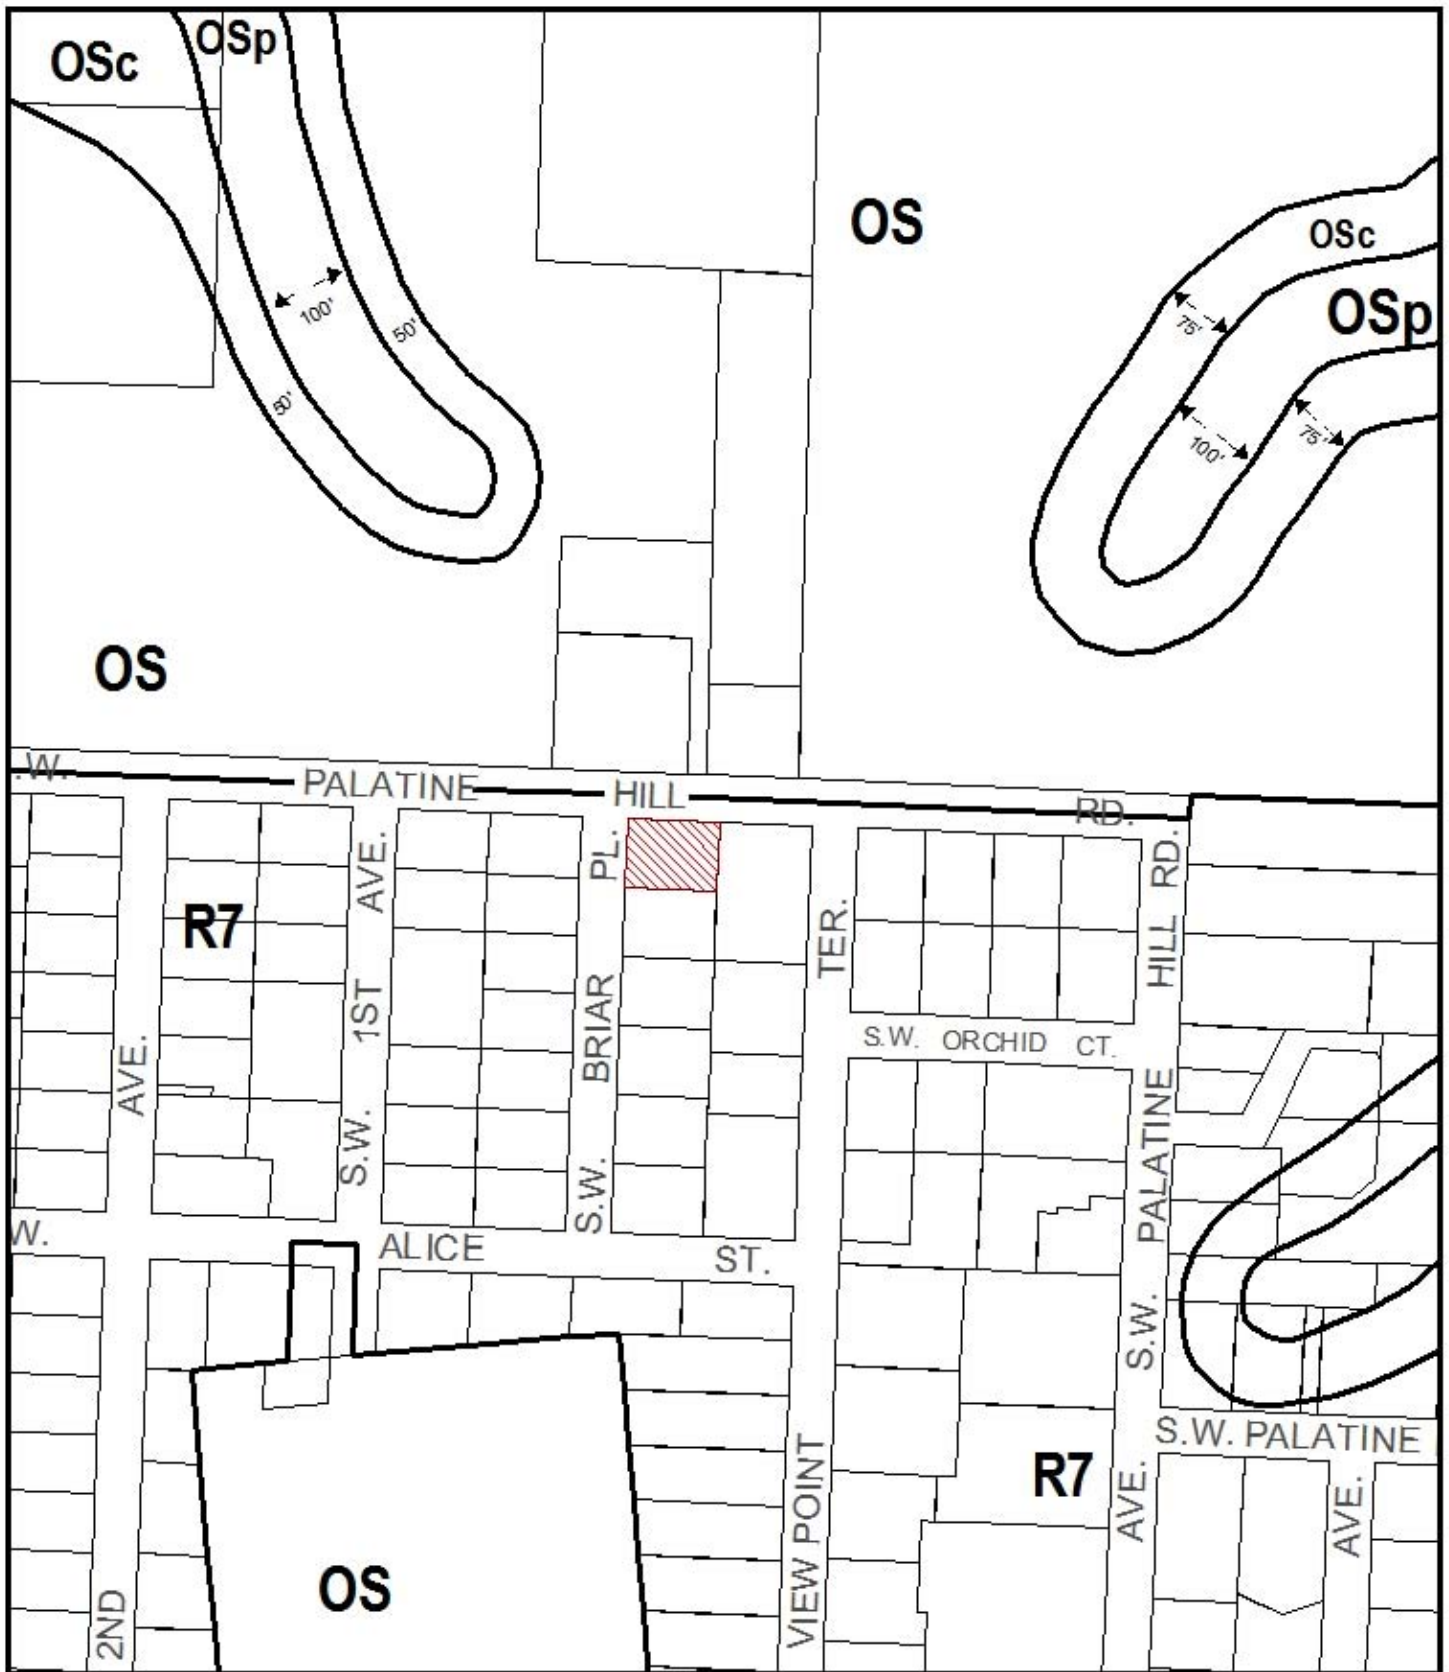 OSc
OSp
OS
OSc
OSp
100'
50'
50'
75'
100'
75'
OS
.W. PALATINE HILL RD.
R7
AVE.
2ND
S.W. 1ST AVE.
S.W. BRIAR PL.
VIEW POINT TER.
S.W. PALATINE HILL RD.
S.W. ORCHID CT.
W. ALICE ST.
S.W. PALATINE
R7
AVE.
AVE.
OS